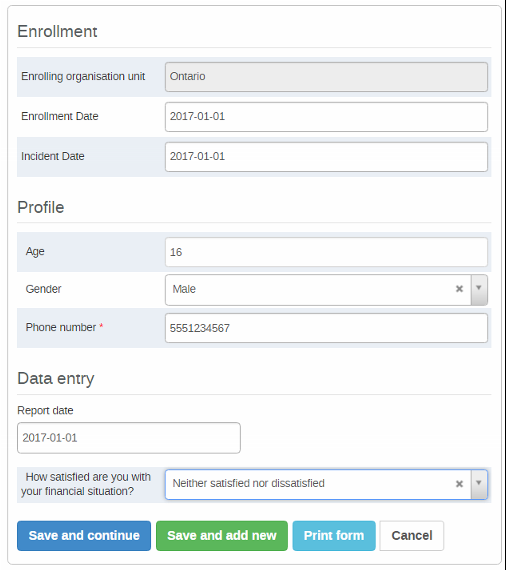 Enrollment
Enrolling organisation unit Ontario
Enrollment Date 2017-01-01
Incident Date 2017-01-01
Profile
Age 16
Gender Male
Phone number * 5551234567
Data entry
Report date
2017-01-01
How satisfied are you with
your financial situation? Neither satisfied nor dissatisfied
Save and continue Save and add new Print form Cancel